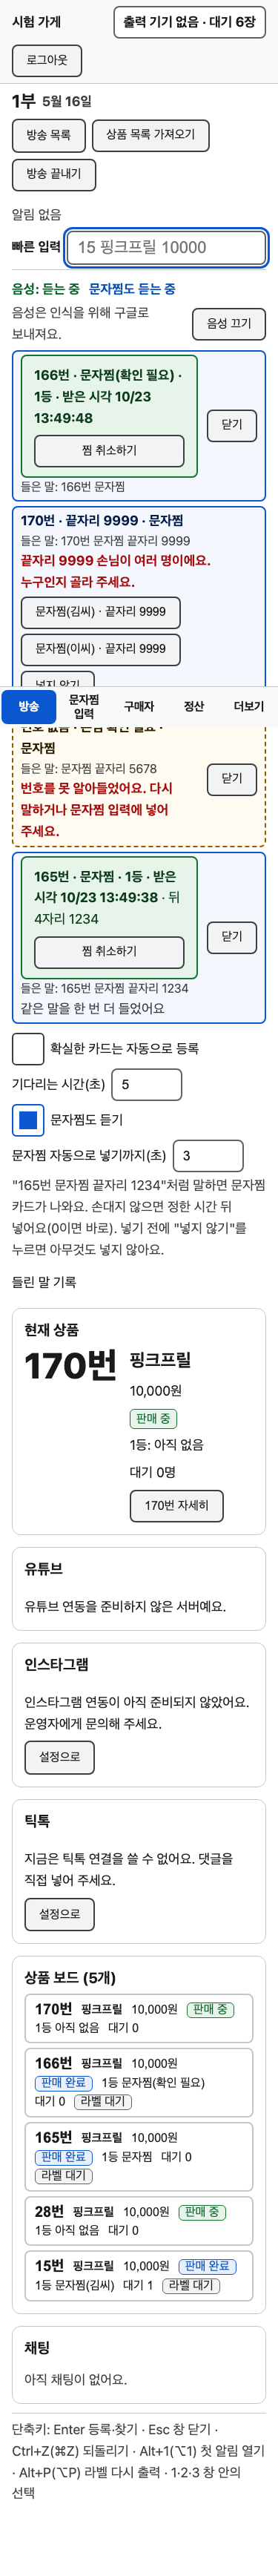 시험 가게
출력 기기 없음 · 대기 6장
로그아웃
1부 5월 16일
방송 목록
상품 목록 가져오기
방송 끝내기
알림 없음
빠른 입력
15 핑크프릴 10000
음성: 듣는 중 문자찜도 듣는 중
음성은 인식을 위해 구글로
보내져요.
음성 끄기
166번 · 문자찜(확인 필요) ·
1등 · 받은 시각 10/23
13:49:48
찜 취소하기
닫기
들은 말: 166번 문자찜
170번 · 끝자리 9999 · 문자찜
들은 말: 170번 문자찜 끝자리 9999
끝자리 9999 손님이 여러 명이에요.
누구인지 골라 주세요.
문자찜(김씨) · 끝자리 9999
문자찜(이씨) · 끝자리 9999
방송
문자찜
입력
구매자
정산
더보기
문자찜
들은 말: 문자찜 끝자리 5678
번호를 못 알아들었어요. 다시
말하거나 문자찜 입력에 넣어
주세요.
닫기
165번 · 문자찜 · 1등 · 받은
시각 10/23 13:49:38 · 뒤
4자리 1234
찜 취소하기
닫기
들은 말: 165번 문자찜 끝자리 1234
같은 말을 한 번 더 들었어요
확실한 카드는 자동으로 등록
기다리는 시간(초) 5
문자찜도 듣기
문자찜 자동으로 넣기까지(초) 3
"165번 문자찜 끝자리 1234"처럼 말하면 문자찜
카드가 나와요. 손대지 않으면 정한 시간 뒤
넣어요(0이면 바로). 넣기 전에 "넣지 않기"를
누르면 아무것도 넣지 않아요.
들린 말 기록
현재 상품
170번
핑크프릴
10,000원
판매 중
1등: 아직 없음
대기 0명
170번 자세히
유튜브
유튜브 연동을 준비하지 않은 서버예요.
인스타그램
인스타그램 연동이 아직 준비되지 않았어요.
운영자에게 문의해 주세요.
설정으로
틱톡
지금은 틱톡 연결을 쓸 수 없어요. 댓글을
직접 넣어 주세요.
설정으로
상품 보드 (5개)
170번 핑크프릴 10,000원 판매 중
1등 아직 없음 대기 0
166번 핑크프릴 10,000원
판매 완료 1등 문자찜(확인 필요)
대기 0 라벨 대기
165번 핑크프릴 10,000원
판매 완료 1등 문자찜 대기 0
라벨 대기
28번 핑크프릴 10,000원 판매 중
1등 아직 없음 대기 0
15번 핑크프릴 10,000원 판매 완료
1등 문자찜(김씨) 대기 1 라벨 대기
채팅
아직 채팅이 없어요.
단축키: Enter 등록·찾기 · Esc 창 닫기 ·
Ctrl+Z(⌘Z) 되돌리기 · Alt+1(⌥1) 첫 알림 열기
· Alt+P(⌥P) 라벨 다시 출력 · 1·2·3 창 안의
선택